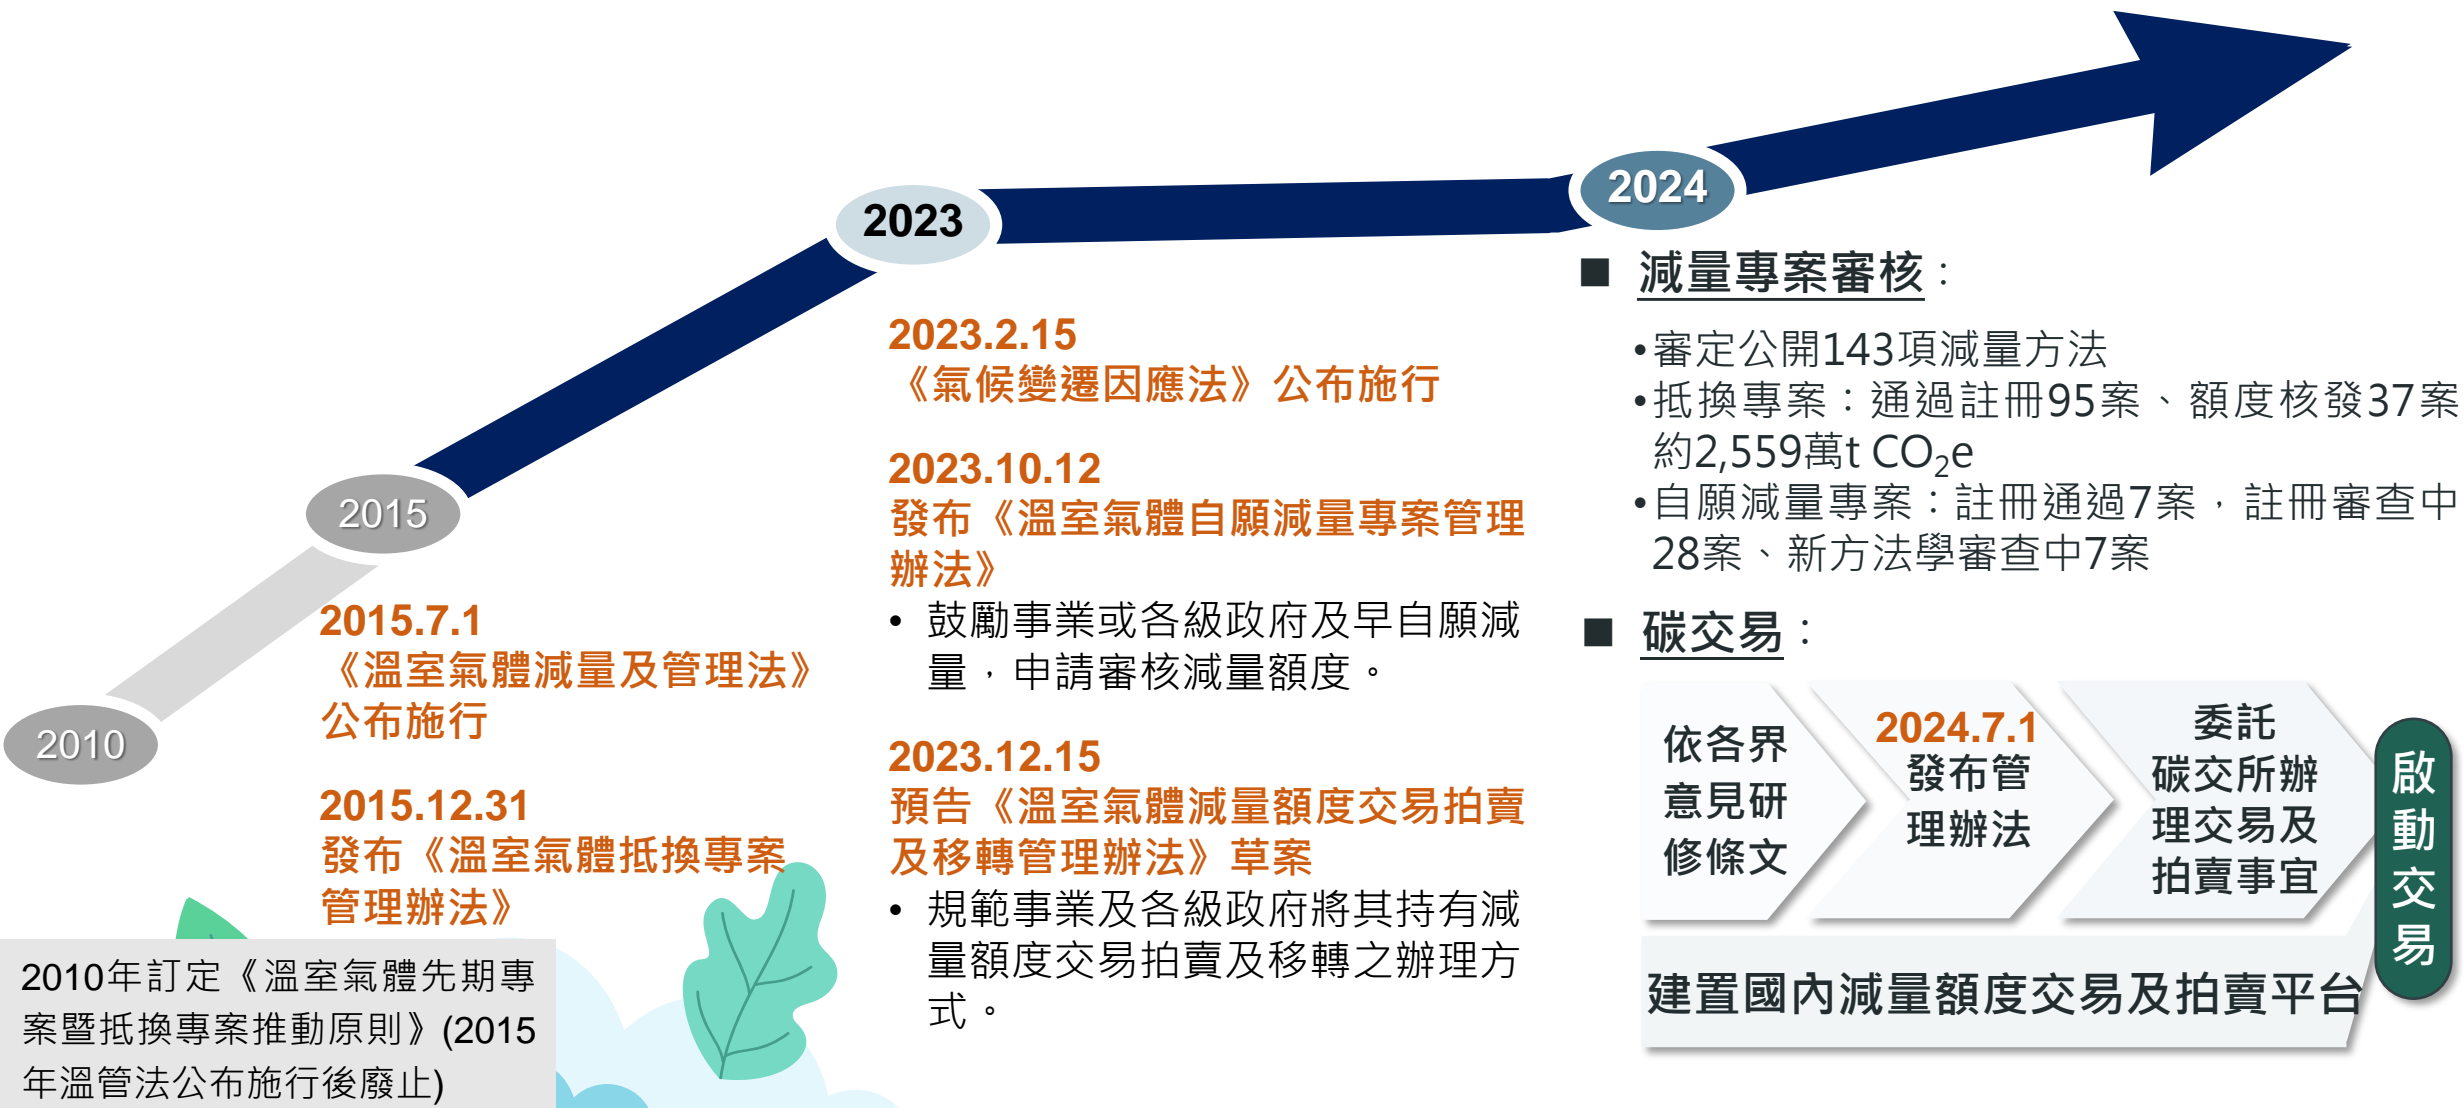 2010
2010年訂定《溫室氣體先期專
案暨抵換專案推動原則》(2015
年溫管法公布施行後廢止)
2015
2015.7.1
《溫室氣體減量及管理法》
公布施行
2015.12.31
發布《溫室氣體抵換專案
管理辦法》
2023
2023.2.15
《氣候變遷因應法》公布施行
2023.10.12
發布《溫室氣體自願減量專案管理
辦法》
• 鼓勵事業或各級政府及早自願減
量，申請審核減量額度。
2023.12.15
預告《溫室氣體減量額度交易拍賣
及移轉管理辦法》草案
• 規範事業及各級政府將其持有減
量額度交易拍賣及移轉之辦理方
式。
2024
■ 減量專案審核：
•審定公開143項減量方法
•抵換專案：通過註冊95案、額度核發37案
約2,559萬t CO₂e
•自願減量專案：註冊通過7案，註冊審查中
28案、新方法學審查中7案
■ 碳交易：
依各界
意見研
修條文
2024.7.1
發布管
理辦法
委託
碳交所辦
理交易及
拍賣事宜
建置國內減量額度交易及拍賣平台
啟動交易